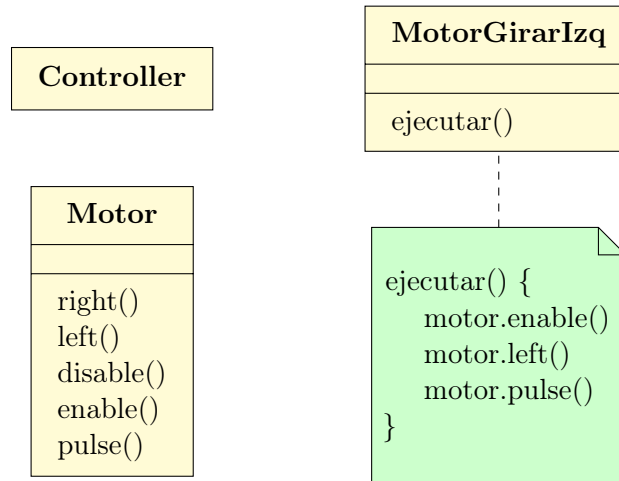 Controller
Motor
right()
left()
disable()
enable()
pulse()
MotorGirarIzq
ejecutar()
ejecutar() {
motor.enable()
motor.left()
motor.pulse()
}